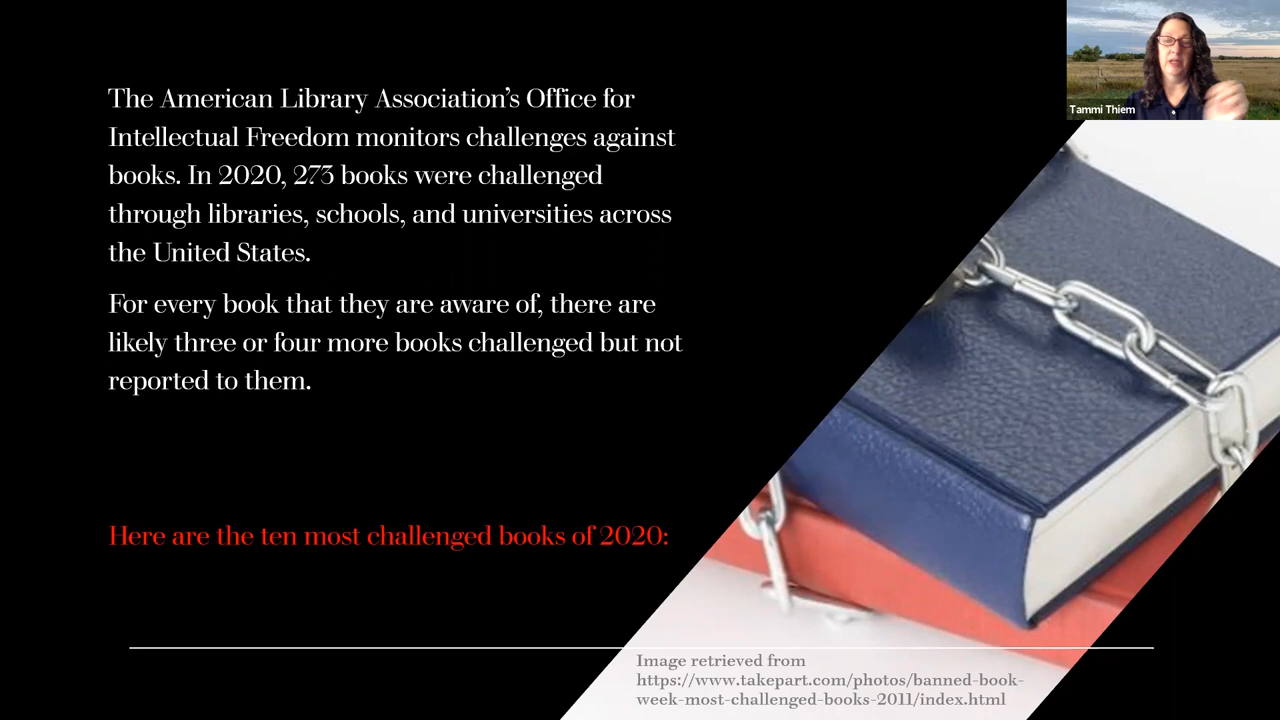 The American Library Association’s Office for
Intellectual Freedom monitors challenges against
books. In 2020, 273 books were challenged
through libraries, schools, and universities across
the United States.
For every book that they are aware of, there are
likely three or four more books challenged but not
reported to them.
Here are the ten most challenged books of 2020:
Image retrieved from
https://www.takepart.com/photos/banned-book-
week-most-challenged-books-2011/index.html
Tammi Thiem